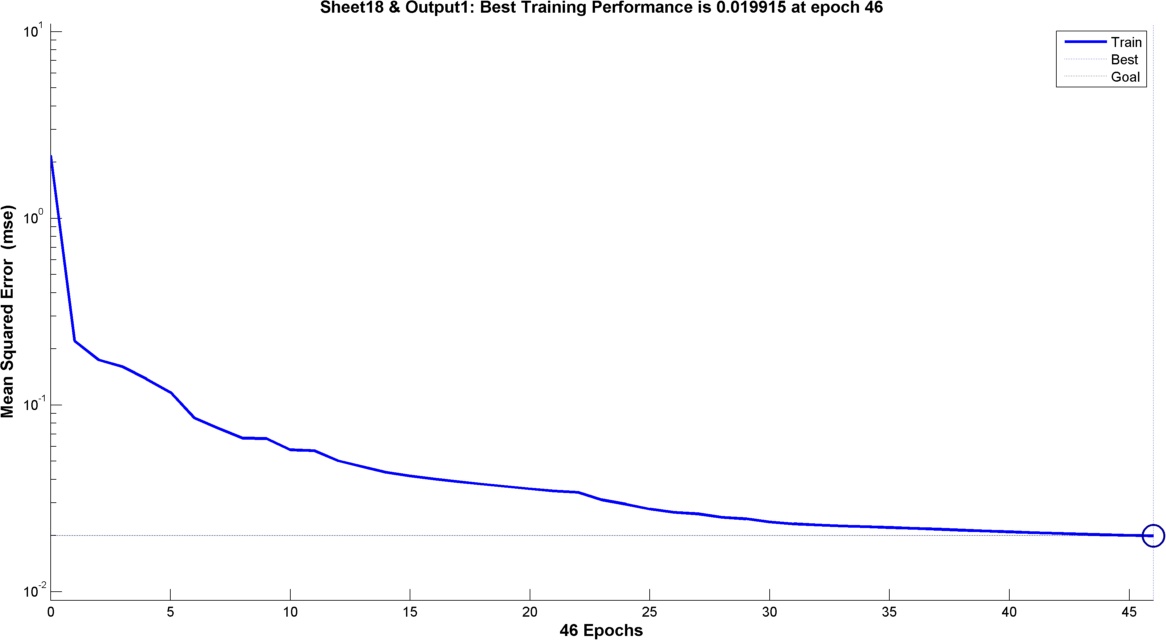 Sheet18 & Output1: Best Training Performance is 0.019915 at epoch 46
Train
Best
Goal
Mean Squared Error (mse)
10^1
10^0
10^-1
10^-2
0 5 10 15 20 25 30 35 40 45
46 Epochs